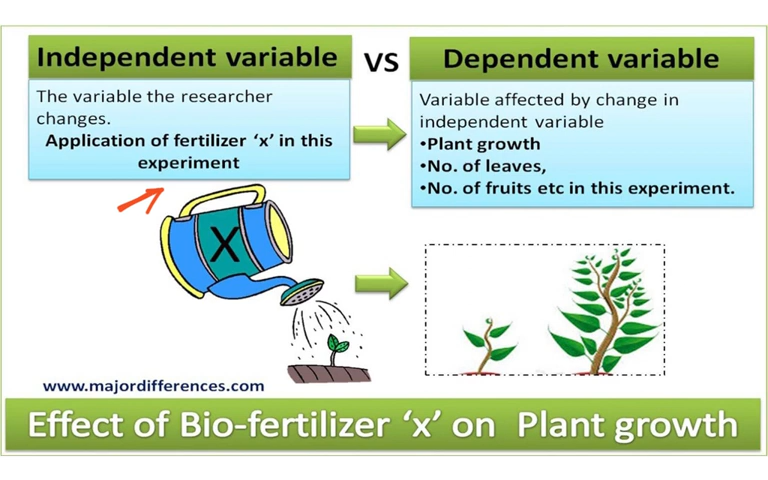 Independent variable
VS
Dependent variable
The variable the researcher
changes.
Application of fertilizer ‘x’ in this
experiment
Variable affected by change in
independent variable
•Plant growth
•No. of leaves,
•No. of fruits etc in this experiment.
X
www.majordifferences.com
Effect of Bio-fertilizer ‘x’ on Plant growth